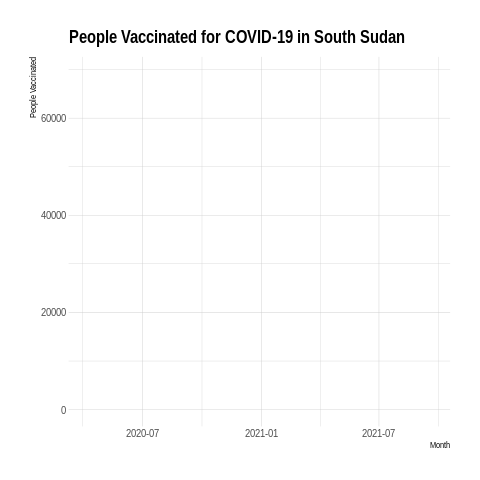 People Vaccinated for COVID-19 in South Sudan
People Vaccinated
60000
40000
20000
0
2020-07 2021-01 2021-07
Month